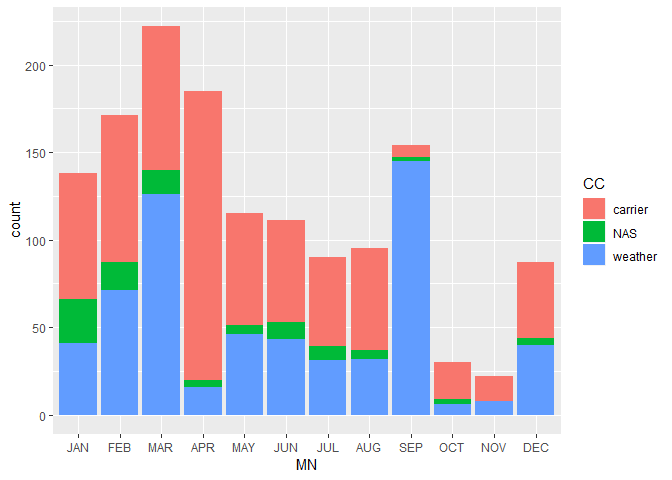 200
150
100
50
0
count
JAN FEB MAR APR MAY JUN JUL AUG SEP OCT NOV DEC
MN
CC
carrier
NAS
weather